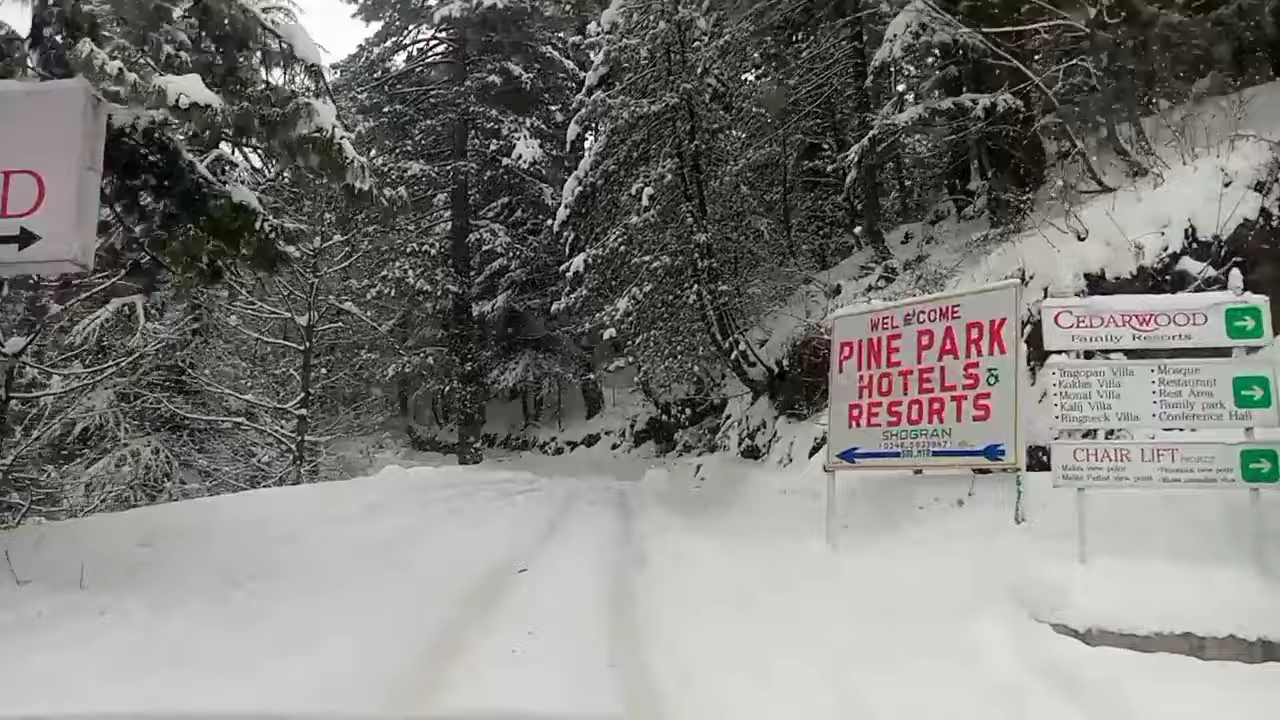 D
WEL COME
PINE PARK
HOTELS &
RESORTS
SHOGRAN
CEDARWOOD
Family Resorts
• Tragopan Villa
• Koklas Villa
• Monal Villa
• Kalij Villa
• Ringneck Villa
• Mosque
• Restaurant
• Rest Area
• Family park
• Conference Hall
CHAIR LIFT